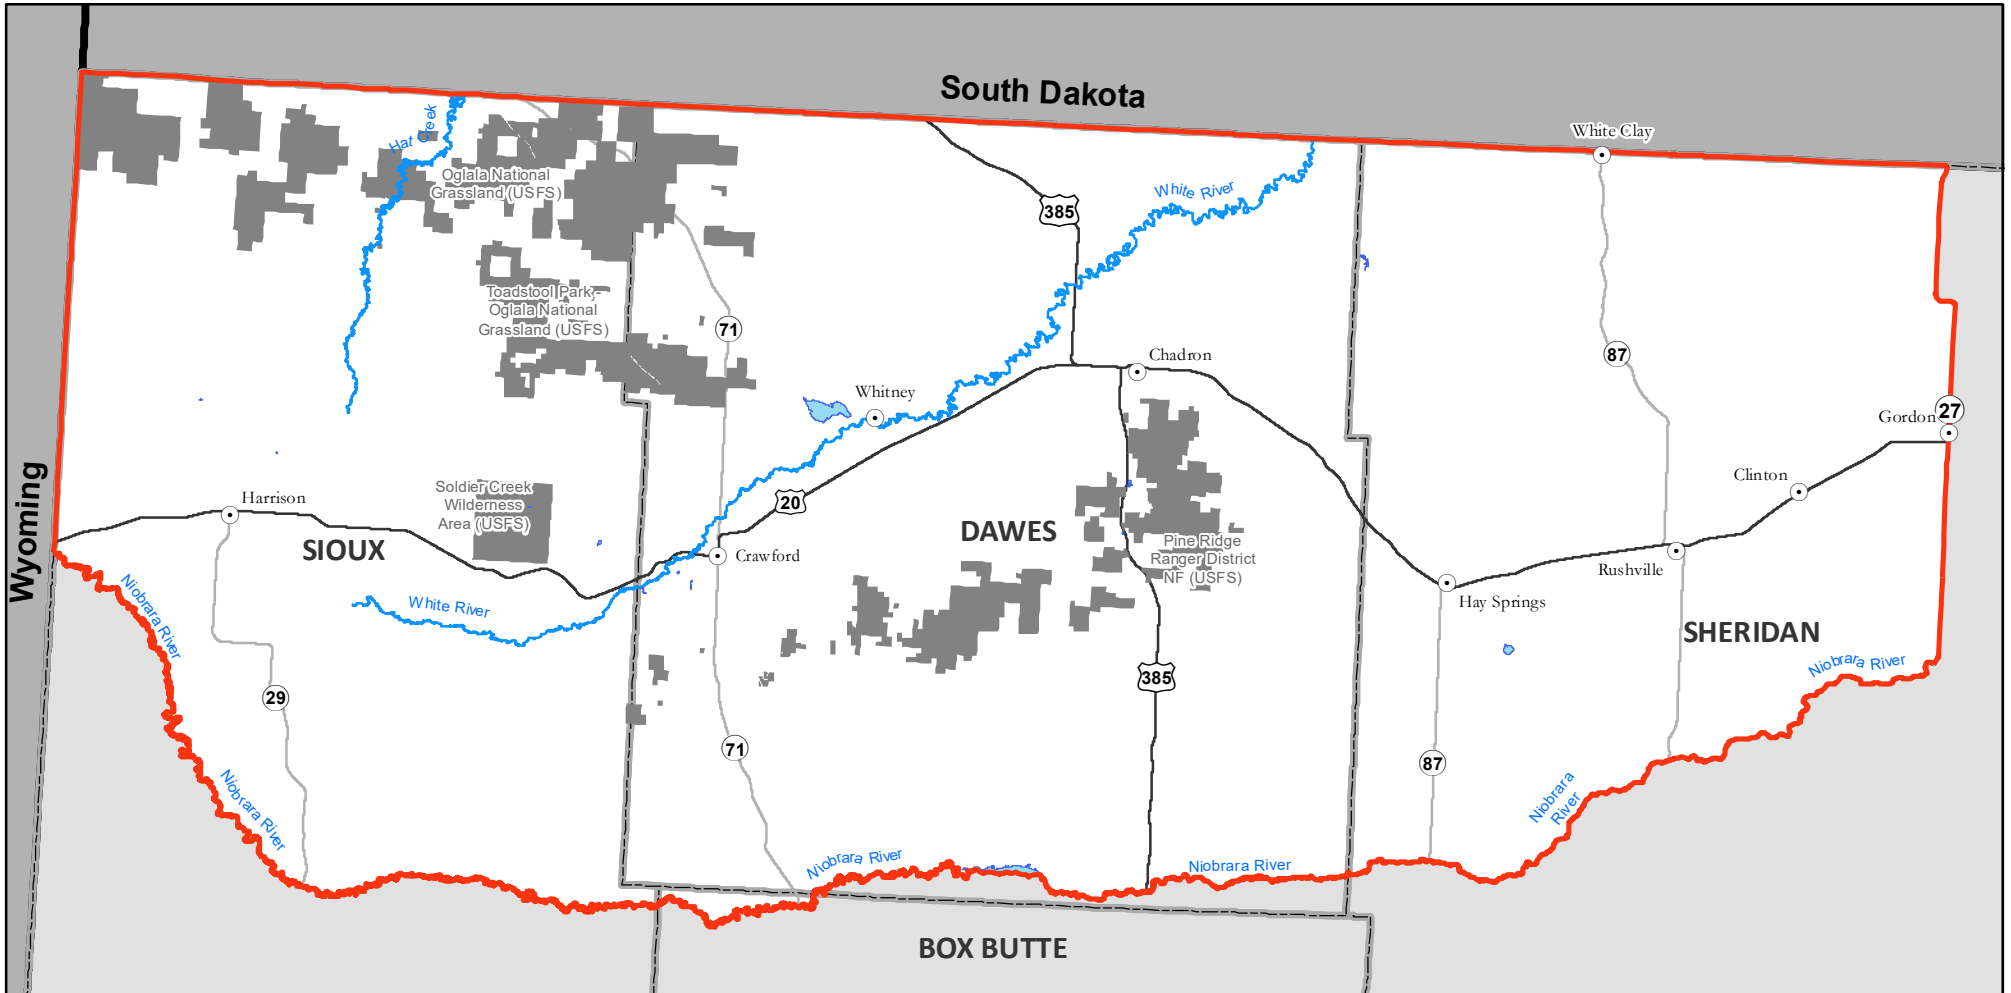 South Dakota
White Clay
Hat Creek
Oglala National
Grassland (USFS)
White River
385
Toadstool Park -
Oglala National
Grassland (USFS)
71
87
Chadron
Whitney
27
Gordon
Wyoming
Harrison
Soldier Creek
Wilderness
Area (USFS)
20
Clinton
SIOUX
DAWES
Crawford
Pine Ridge
Ranger District
NF (USFS)
Rushville
Hay Springs
Niobrara River
White River
SHERIDAN
Niobrara River
385
29
71
87
Niobrara River
Niobrara
River
Niobrara River
Niobrara River
BOX BUTTE